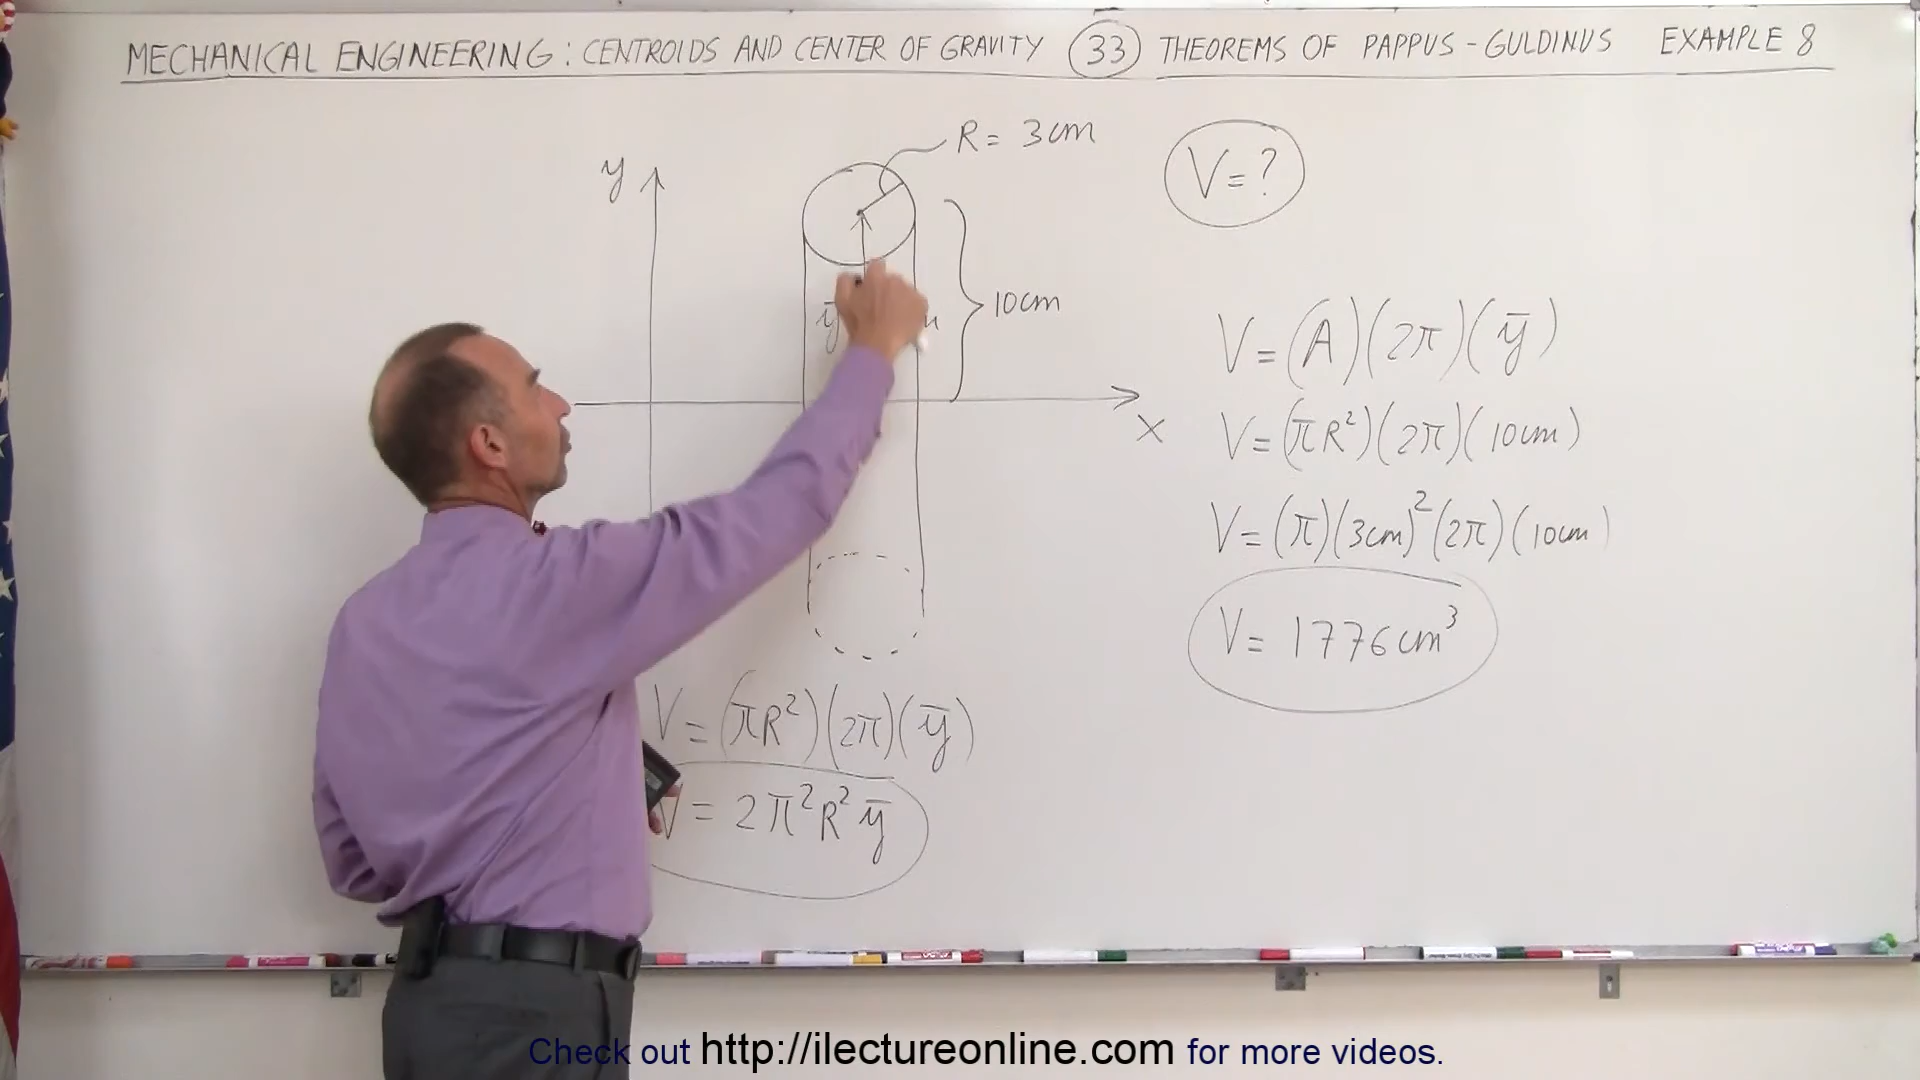 MECHANICAL ENGINEERING: CENTROIDS AND CENTER OF GRAVITY 33 THEOREMS OF PAPPUS-GULDINUS EXAMPLE 8
R = 3cm
V = ?
y
10cm
ȳ
x
V = (A)(2π)(ȳ)
V = (πR²)(2π)(10cm)
V = (π)(3cm)²(2π)(10cm)
V = 1776cm³
V = (πR²)(2π)(ȳ)
V = 2π²R²ȳ
Check out http://ilectureonline.com for more videos.